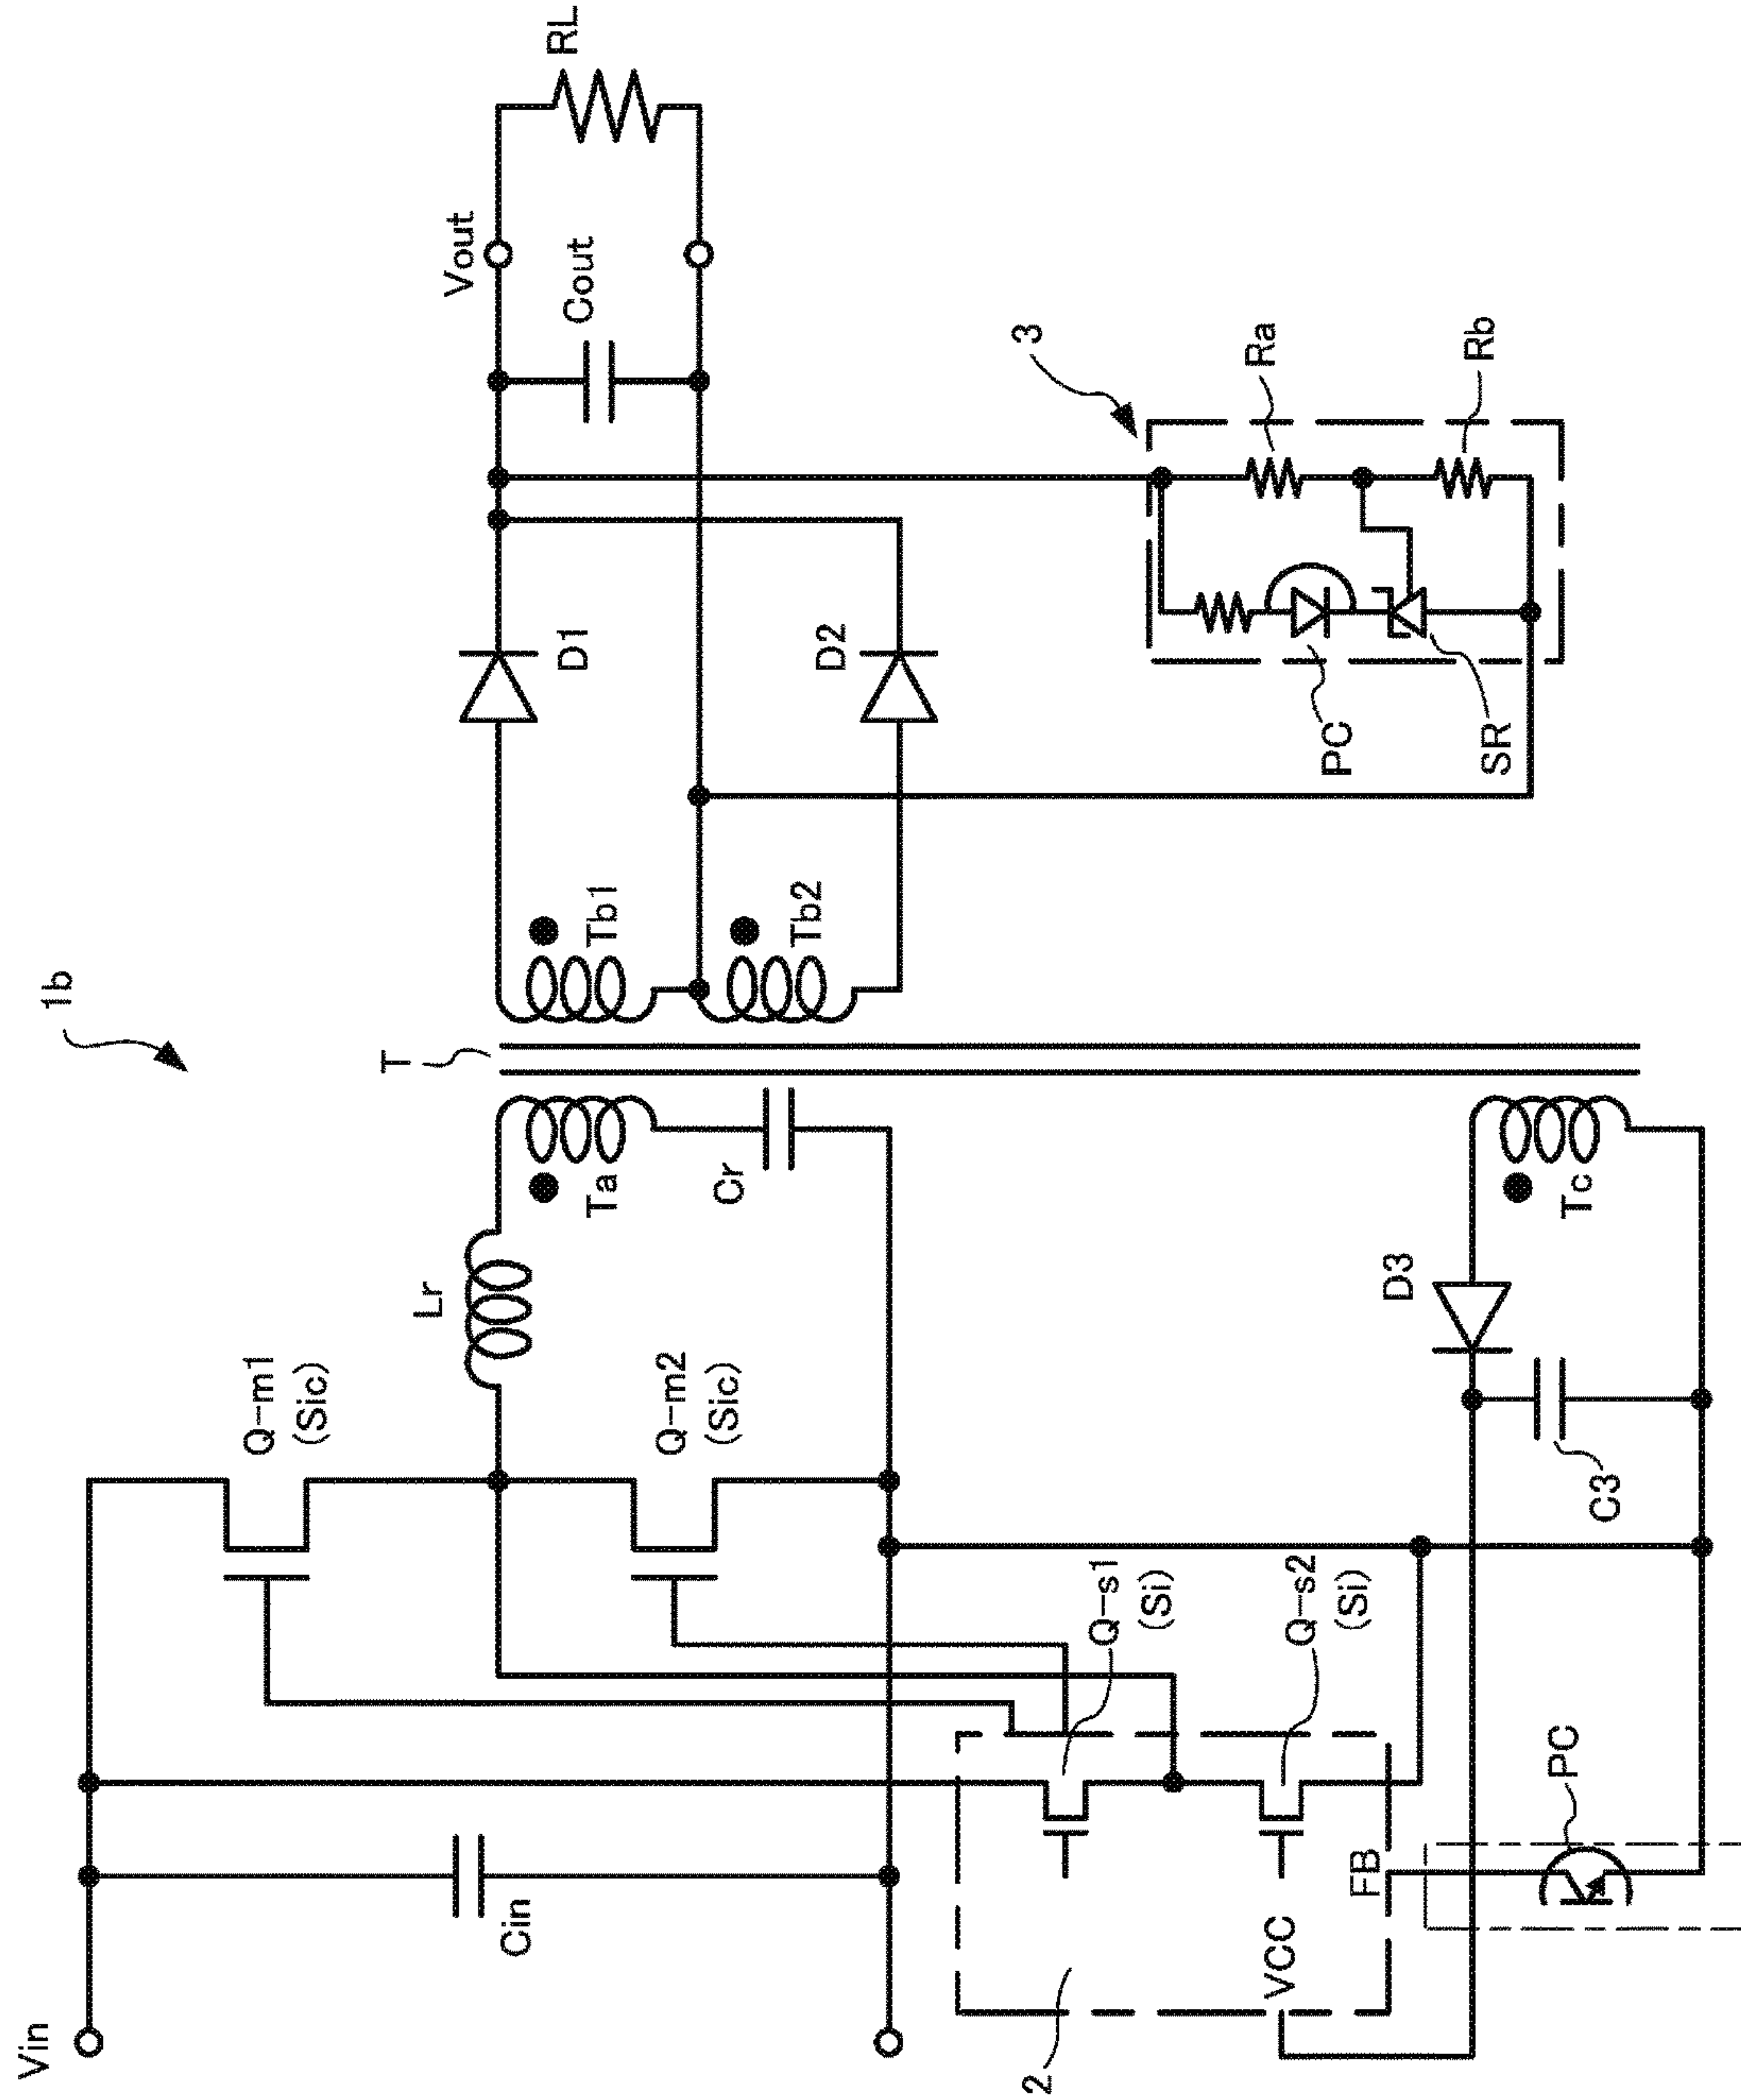 1b
Vin
Cin
Q-m1
(Sic)
Q-m2
(Sic)
Lr
T
Ta
Cr
Tb1
Tb2
D1
D2
Vout
Cout
RL
2
VCC
FB
Q-s1
(Si)
Q-s2
(Si)
PC
D3
C3
Tc
3
Ra
Rb
PC
SR